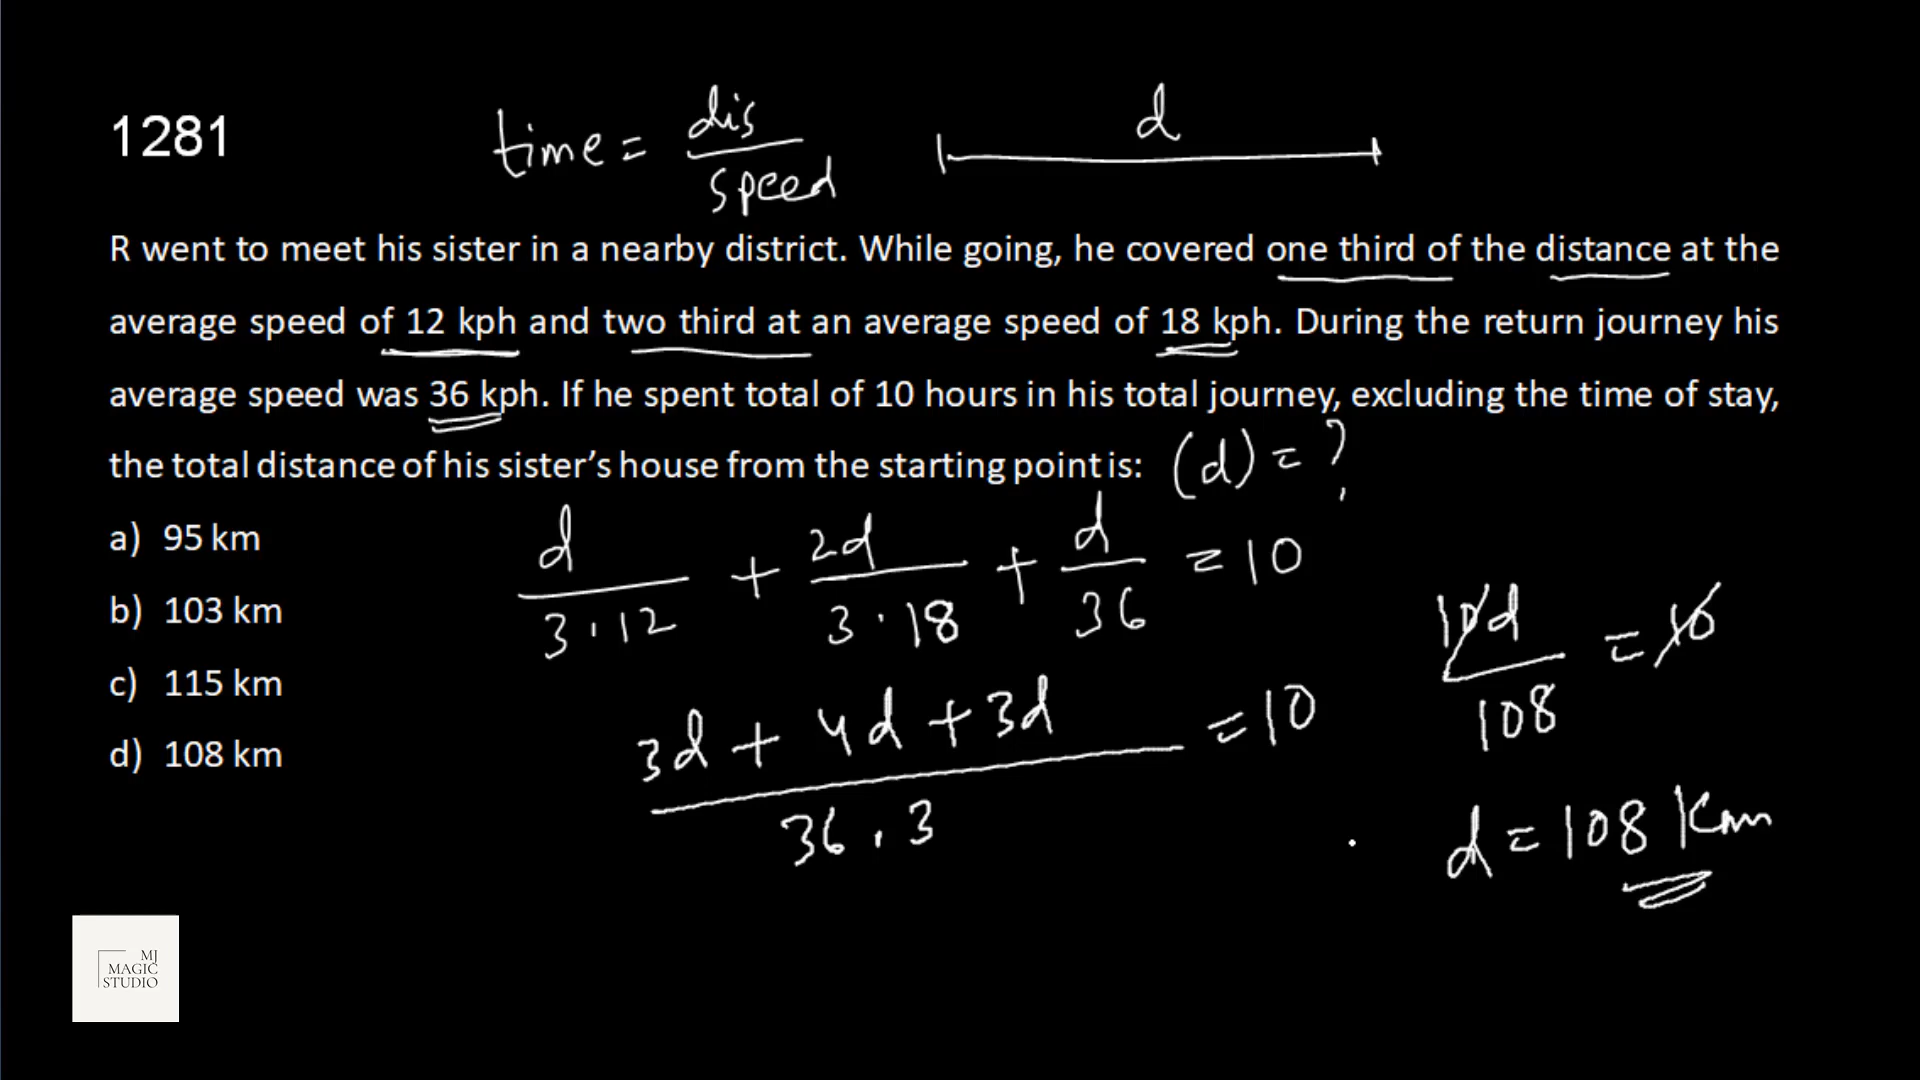 1281
time = dis / speed
d
R went to meet his sister in a nearby district. While going, he covered one third of the distance at the
average speed of 12 kph and two third at an average speed of 18 kph. During the return journey his
average speed was 36 kph. If he spent total of 10 hours in his total journey, excluding the time of stay,
the total distance of his sister's house from the starting point is: (d) = ?
a) 95 km
b) 103 km
c) 115 km
d) 108 km
d / 3·12 + 2d / 3·18 + d / 36 = 10
3d + 4d + 3d / 36·3 = 10
10d / 108 = 10
d = 108 Km
MJ
MAGIC
STUDIO